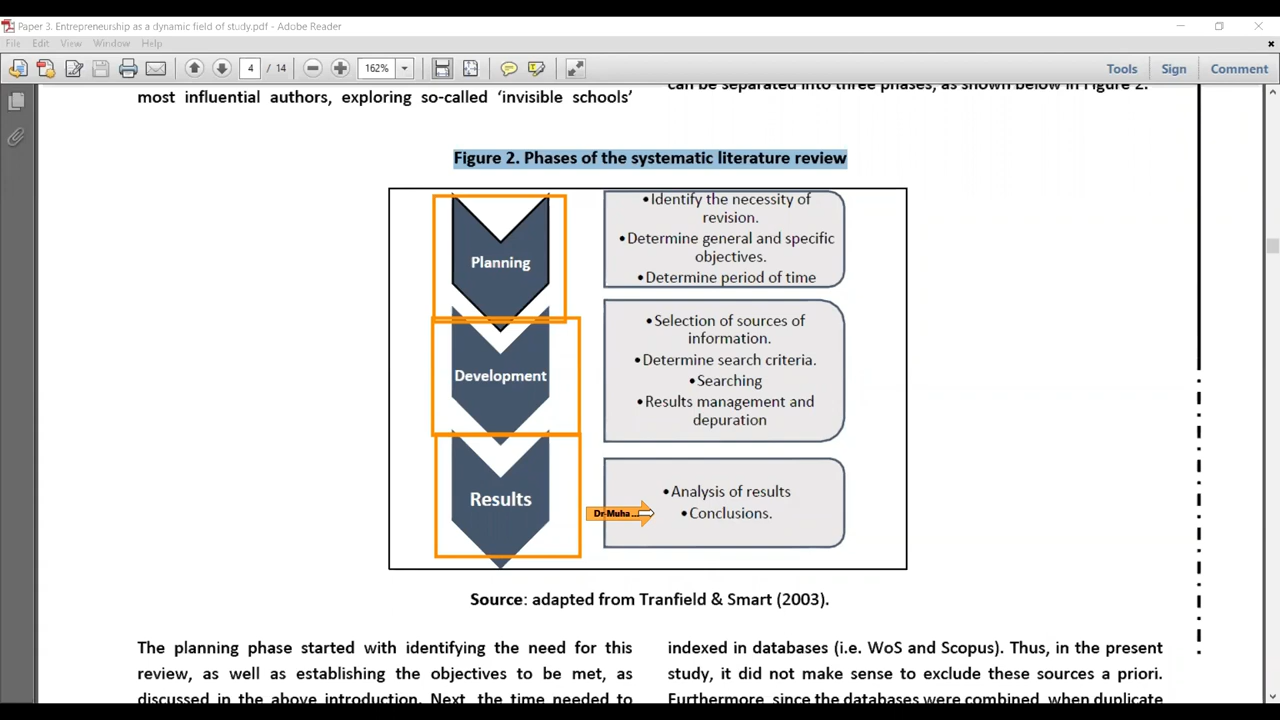 Paper 3. Entrepreneurship as a dynamic field of study.pdf - Adobe Reader
File Edit View Window Help
4 / 14 162% Tools Sign Comment
most influential authors, exploring so-called ‘invisible schools’
can be separated into three phases, as shown below in Figure 2.
Figure 2. Phases of the systematic literature review
Planning
•Identify the necessity of
revision.
•Determine general and specific
objectives.
•Determine period of time
Development
•Selection of sources of
information.
•Determine search criteria.
•Searching
•Results management and
depuration
Results
Dr-Muha...
•Analysis of results
•Conclusions.
Source: adapted from Tranfield & Smart (2003).
The planning phase started with identifying the need for this
review, as well as establishing the objectives to be met, as
discussed in the above introduction. Next, the time needed to
indexed in databases (i.e. WoS and Scopus). Thus, in the present
study, it did not make sense to exclude these sources a priori.
Furthermore, since the databases were combined, when duplicate